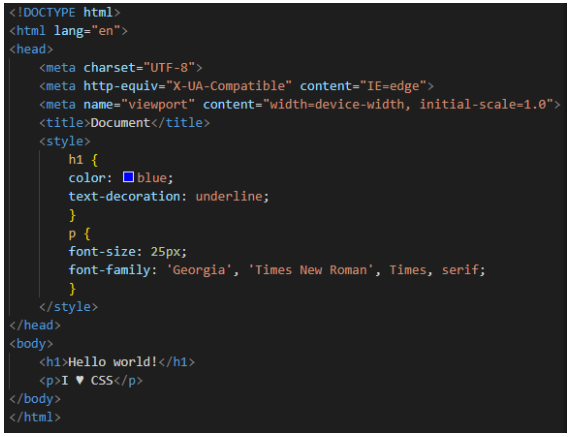 <!DOCTYPE html>
<html lang="en">
<head>
    <meta charset="UTF-8">
    <meta http-equiv="X-UA-Compatible" content="IE=edge">
    <meta name="viewport" content="width=device-width, initial-scale=1.0">
    <title>Document</title>
    <style>
        h1 {
        color: blue;
        text-decoration: underline;
        }
        p {
        font-size: 25px;
        font-family: 'Georgia', 'Times New Roman', Times, serif;
        }
    </style>
</head>
<body>
    <h1>Hello world!</h1>
    <p>I ♥ CSS</p>
</body>
</html>